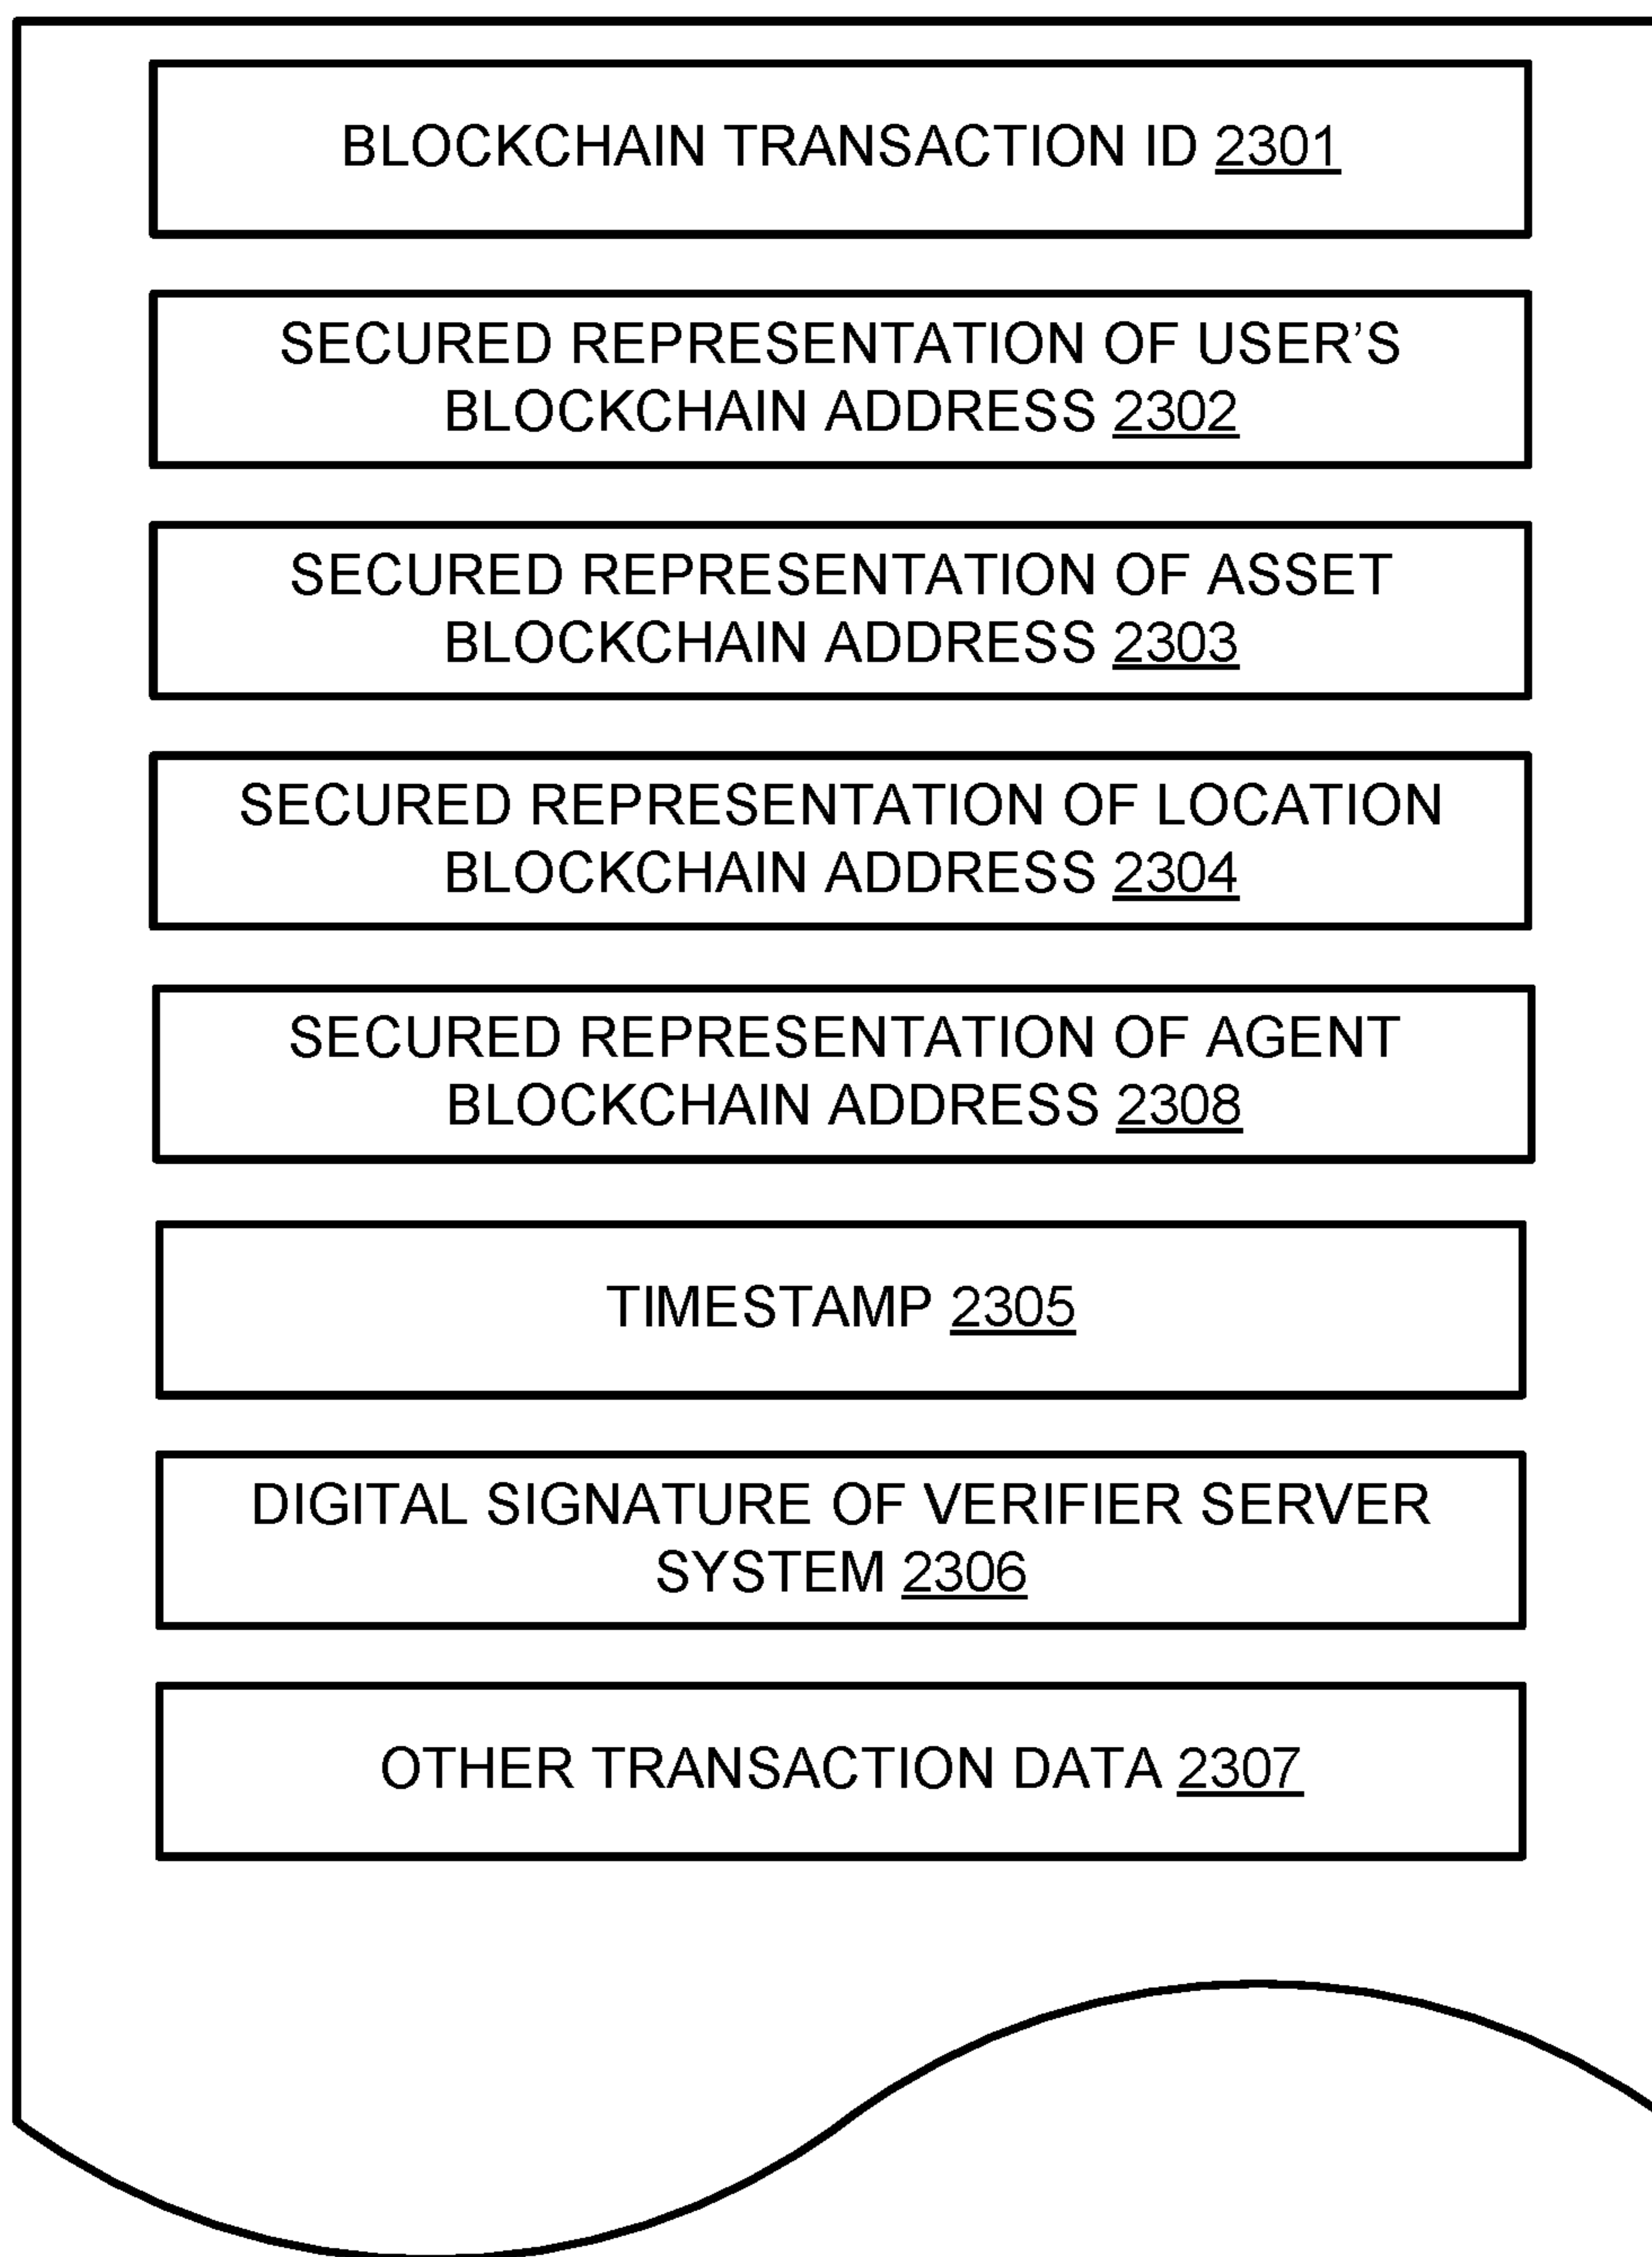 BLOCKCHAIN TRANSACTION ID 2301
SECURED REPRESENTATION OF USER’S
BLOCKCHAIN ADDRESS 2302
SECURED REPRESENTATION OF ASSET
BLOCKCHAIN ADDRESS 2303
SECURED REPRESENTATION OF LOCATION
BLOCKCHAIN ADDRESS 2304
SECURED REPRESENTATION OF AGENT
BLOCKCHAIN ADDRESS 2308
TIMESTAMP 2305
DIGITAL SIGNATURE OF VERIFIER SERVER
SYSTEM 2306
OTHER TRANSACTION DATA 2307